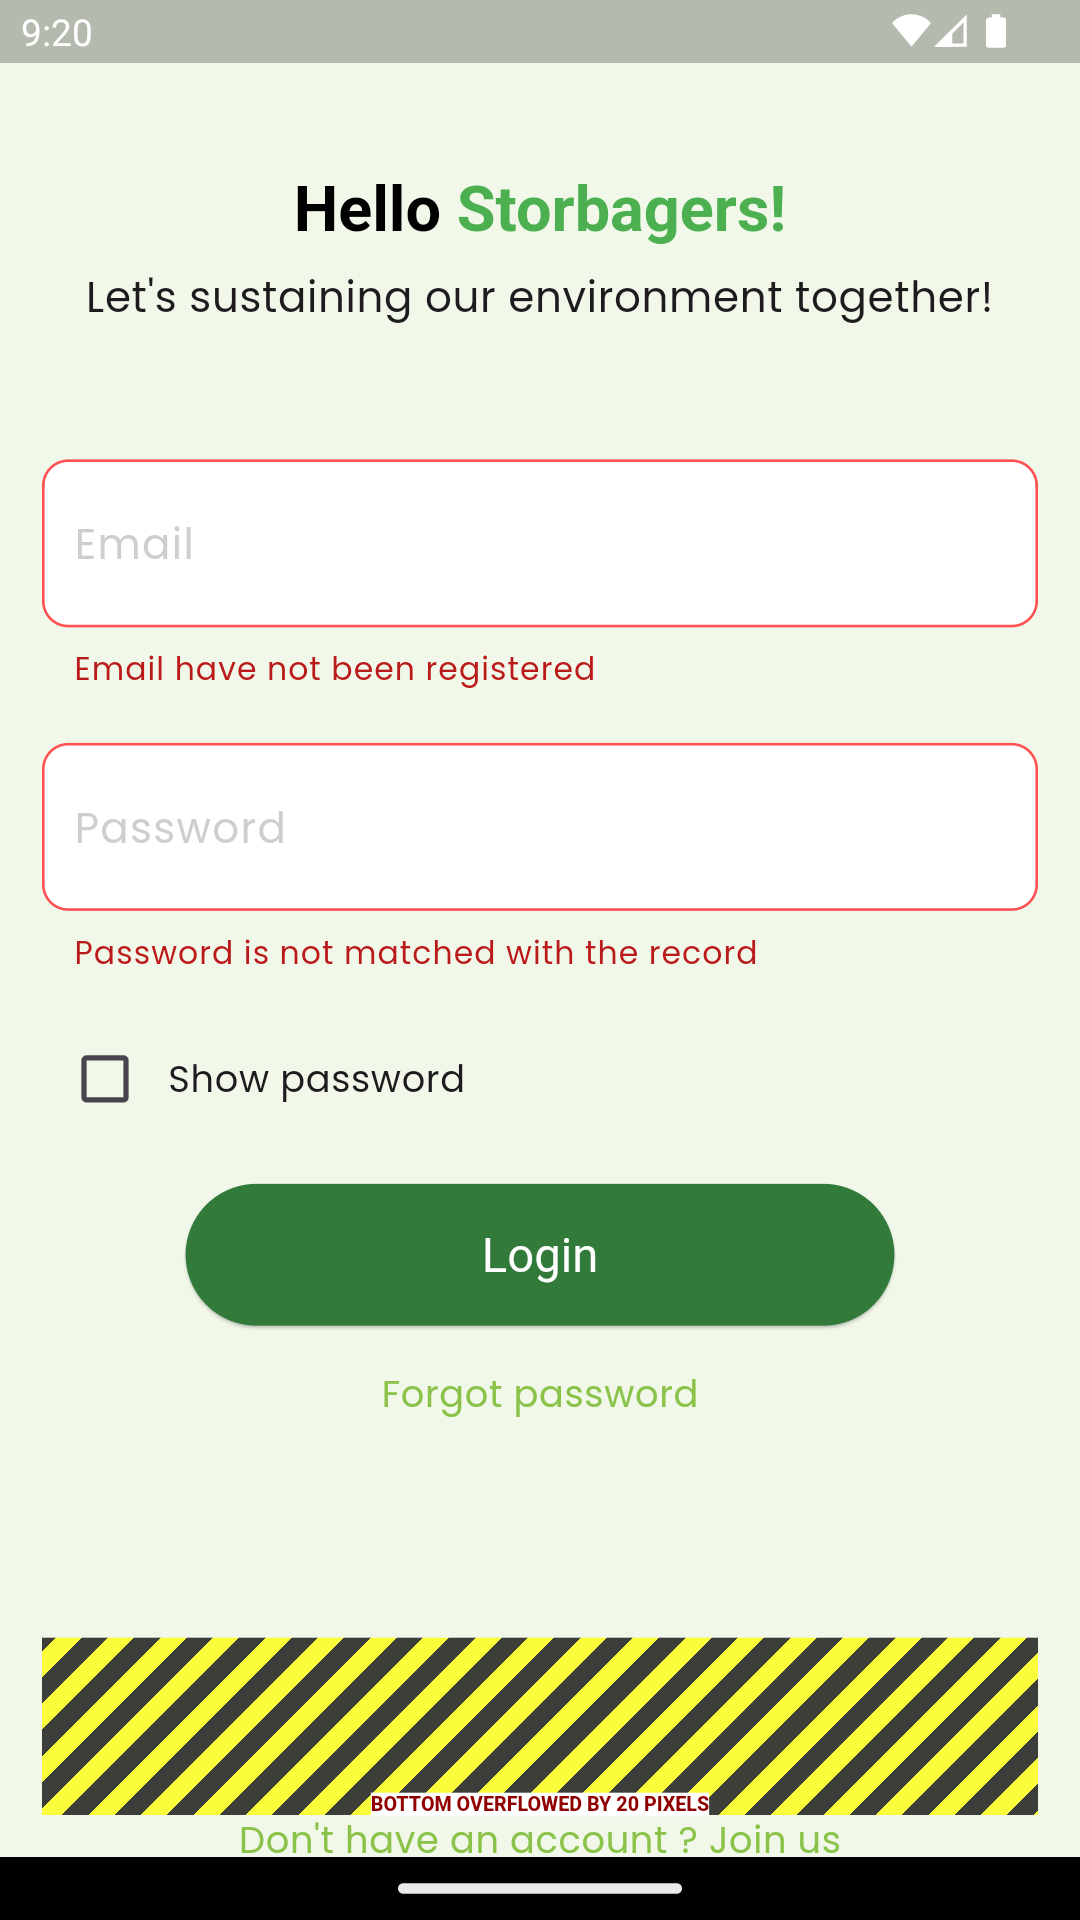 9:20
Hello Storbagers!
Let's sustaining our environment together!
Email
Email have not been registered
Password
Password is not matched with the record
Show password
Login
Forgot password
BOTTOM OVERFLOWED BY 20 PIXELS
Don't have an account ? Join us